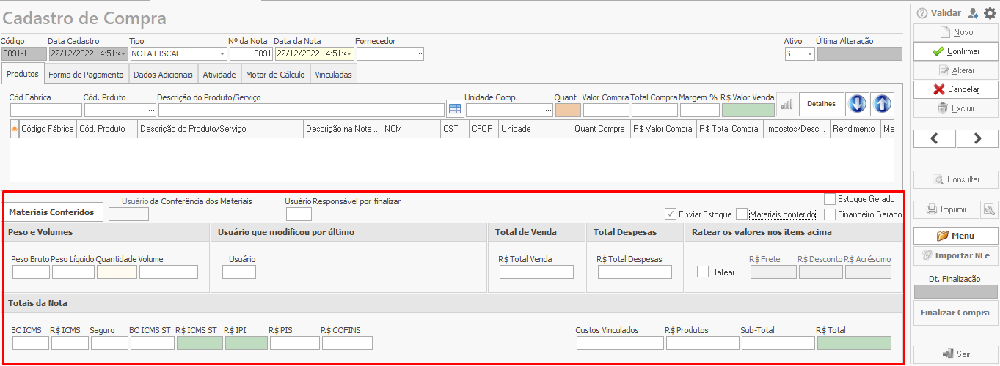 Cadastro de Compra
Validar
Código Data Cadastro Tipo Nº da Nota Data da Nota Fornecedor Ativo Última Alteração
3091-1 22/12/2022 14:51: NOTA FISCAL 3091 22/12/2022 14:51: ... S
Novo
Confirmar
Alterar
Cancelar
Excluir
Produtos Forma de Pagamento Dados Adicionais Atividade Motor de Cálculo Vinculadas
Cód Fábrica Cód. Prduto Descrição do Produto/Serviço Unidade Comp. Quant Valor Compra Total Compra Margem % R$ Valor Venda
... ... Detalhes
Código Fábrica Cód. Produto Descrição do Produto/Serviço Descrição na Nota ... NCM CST CFOP Unidade Quant Compra R$ Valor Compra R$ Total Compra Impostos/Desc... Rendimento Ma
Consultar
Imprimir
Menu
Importar NFe
Dt. Finalização
Finalizar Compra
Sair
Usuário da Conferência dos Materiais Usuário Responsável por finalizar Estoque Gerado
Materiais Conferidos ... Enviar Estoque Materiais conferido Financeiro Gerado
Peso e Volumes Usuário que modificou por último Total de Venda Total Despesas Ratear os valores nos itens acima
Peso Bruto Peso Líquido Quantidade Volume Usuário R$ Total Venda R$ Total Despesas R$ Frete R$ Desconto R$ Acréscimo
Ratear
Totais da Nota
BC ICMS R$ ICMS Seguro BC ICMS ST R$ ICMS ST R$ IPI R$ PIS R$ COFINS Custos Vinculados R$ Produtos Sub-Total R$ Total